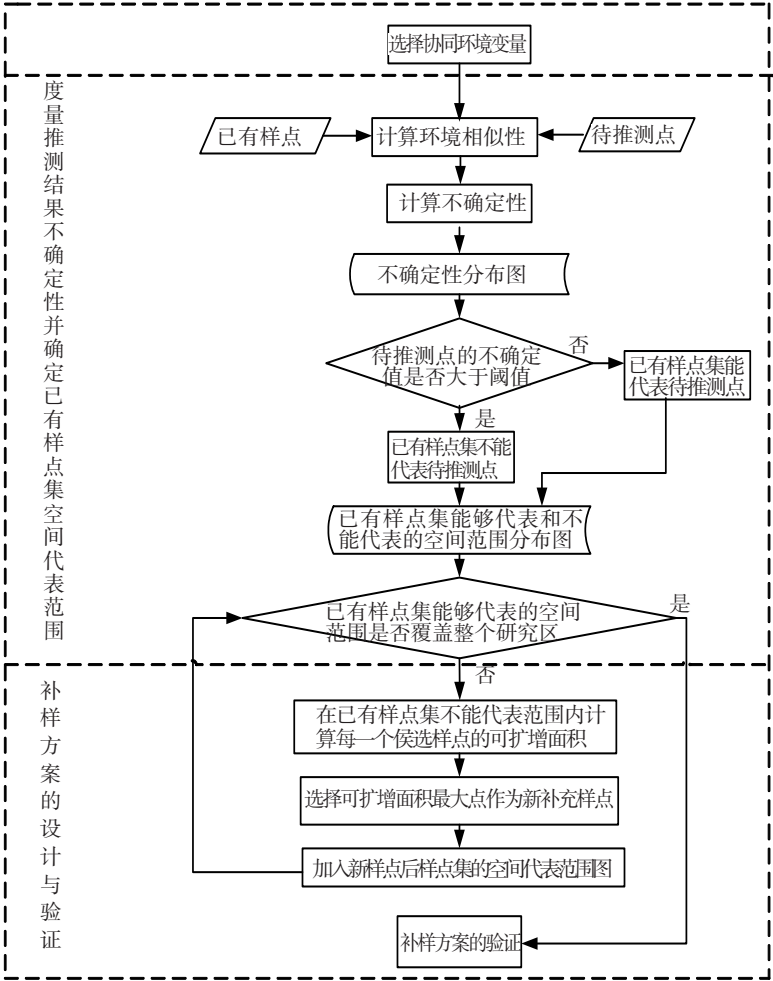 选择协同环境变量
度量推测结果不确定性并确定已有样点集空间代表范围
已有样点
计算环境相似性
待推测点
计算不确定性
不确定性分布图
待推测点的不确定
值是否大于阈值
否
已有样点集能
代表待推测点
是
已有样点集不能
代表待推测点
已有样点集能够代表和不
能代表的空间范围分布图
已有样点集能够代表的空间
范围是否覆盖整个研究区
是
否
补样方案的设计与验证
在已有样点集不能代表范围内计
算每一个侯选样点的可扩增面积
选择可扩增面积最大点作为新补充样点
加入新样点后样点集的空间代表范围图
补样方案的验证